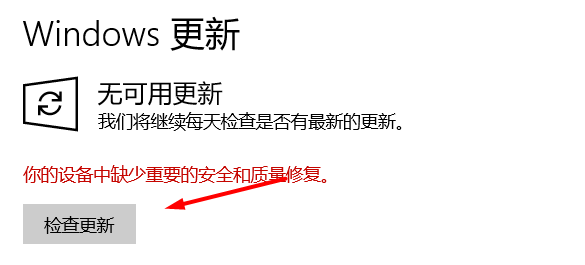 Windows 更新
无可用更新
我们将继续每天检查是否有最新的更新。
你的设备中缺少重要的安全和质量修复。
检查更新